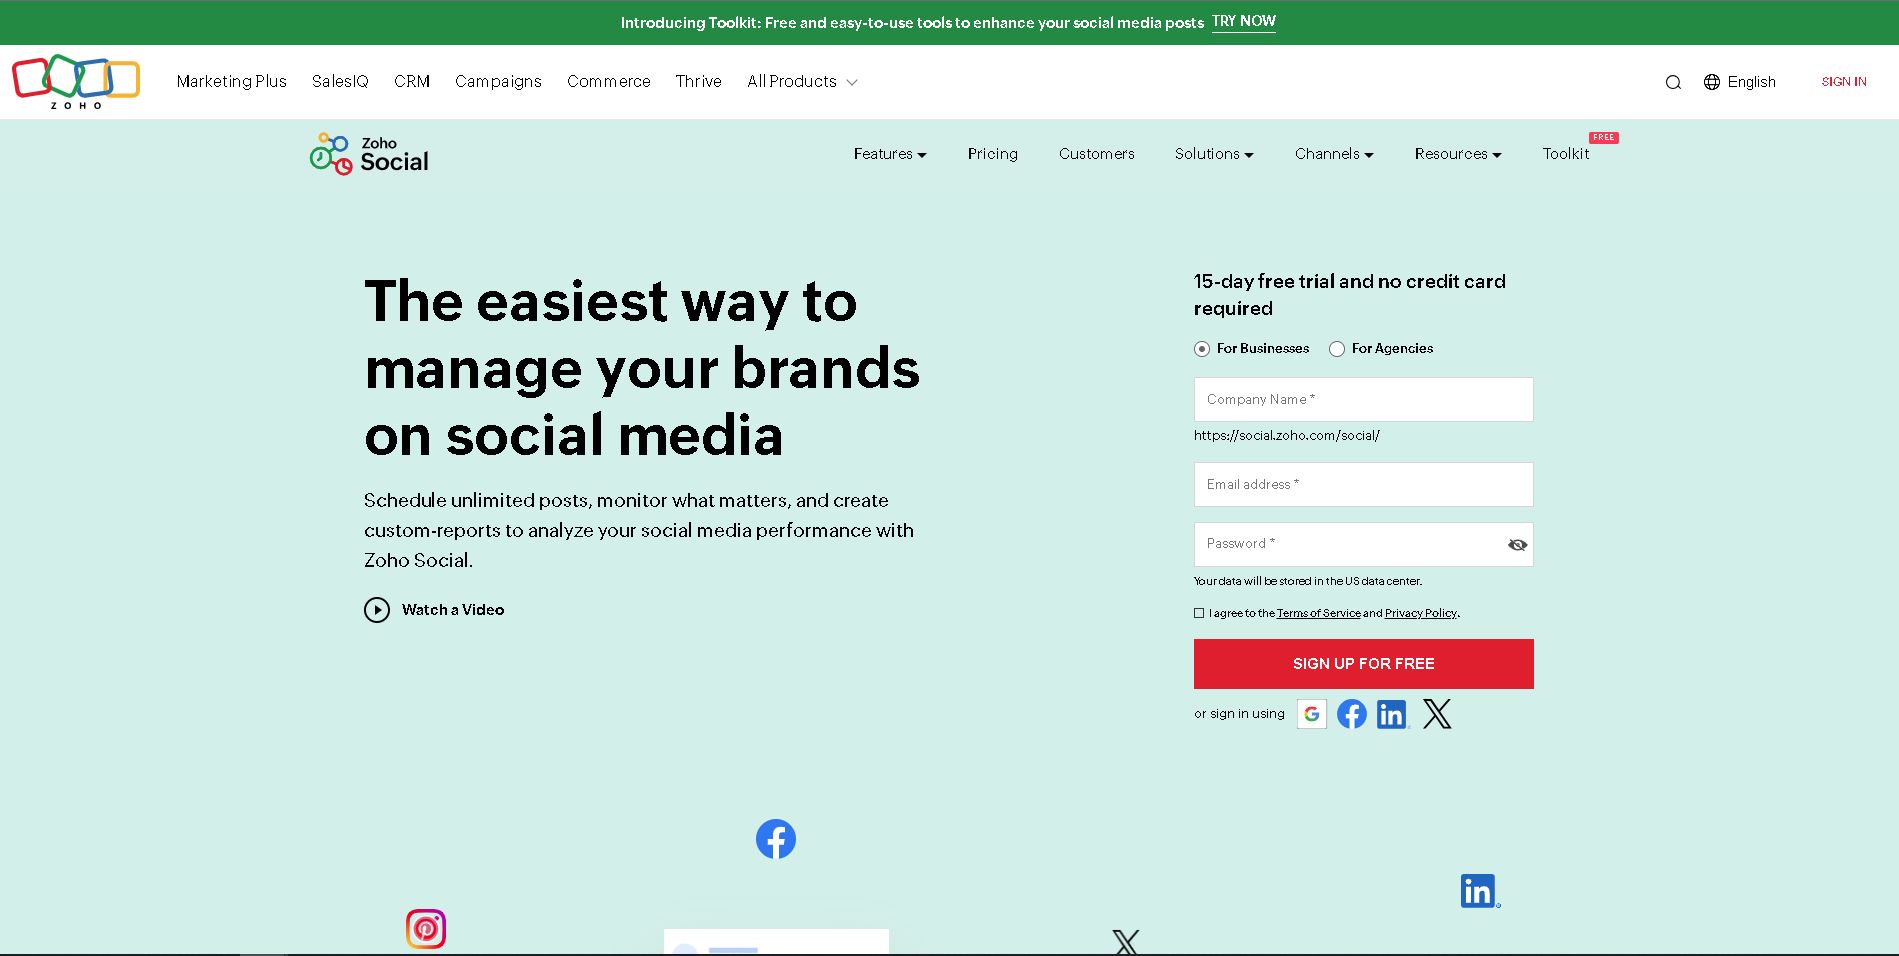 Introducing Toolkit: Free and easy-to-use tools to enhance your social media posts TRY NOW
ZOHO
Marketing Plus SalesIQ CRM Campaigns Commerce Thrive All Products
English
SIGN IN
Zoho
Social
Features Pricing Customers Solutions Channels Resources Toolkit FREE
The easiest way to
manage your brands
on social media
Schedule unlimited posts, monitor what matters, and create
custom-reports to analyze your social media performance with
Zoho Social.
Watch a Video
15-day free trial and no credit card
required
For Businesses For Agencies
Company Name *
https://social.zoho.com/social/
Email address *
Password *
Your data will be stored in the US data center.
I agree to the Terms of Service and Privacy Policy.
SIGN UP FOR FREE
or sign in using